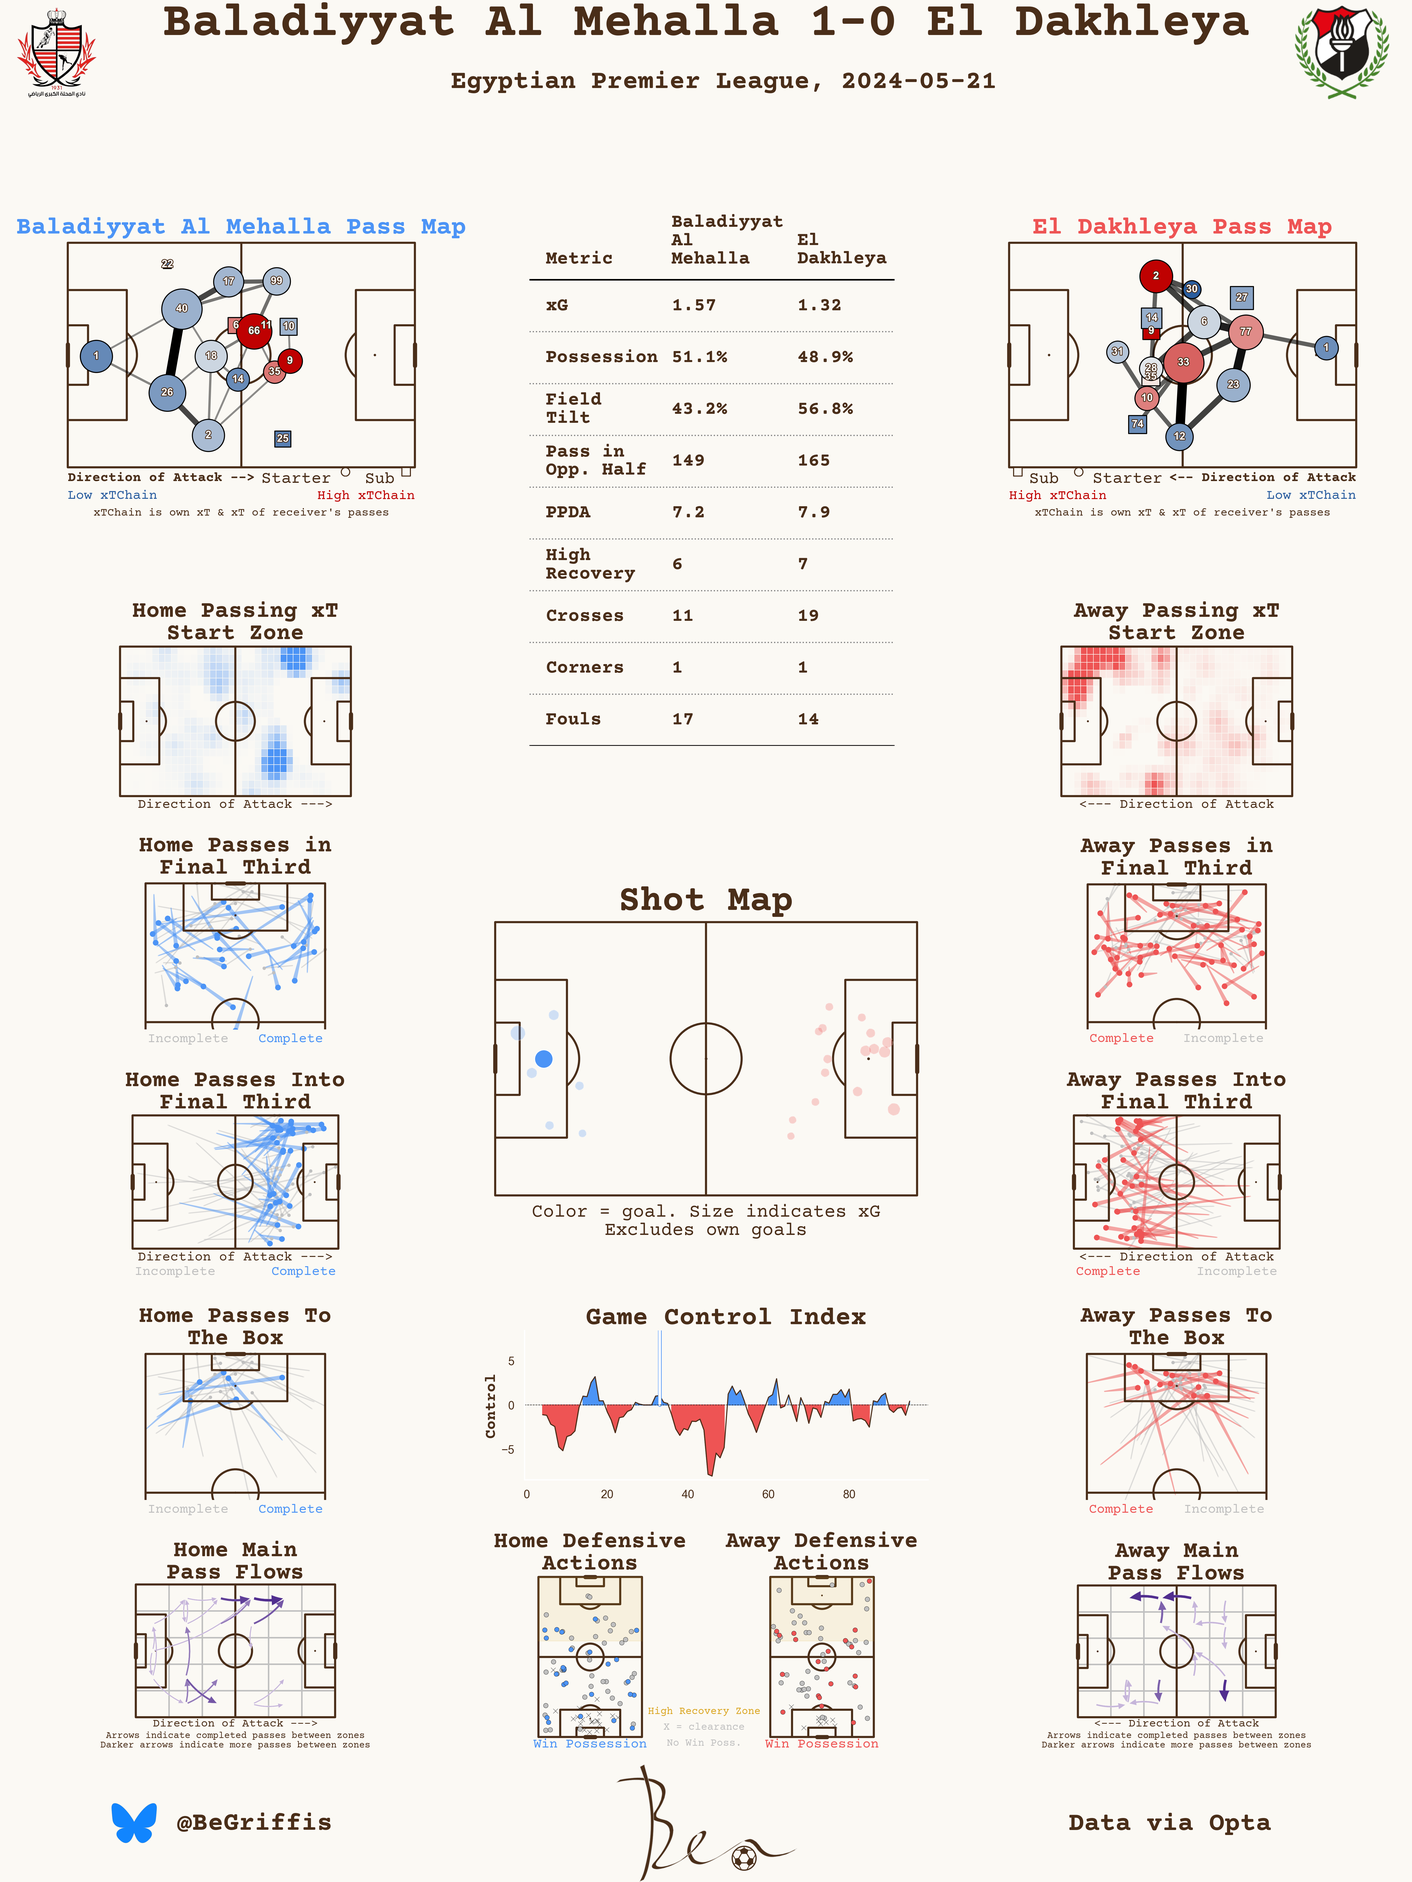 Baladiyyat Al Mehalla 1-0 El Dakhleya
Egyptian Premier League, 2024-05-21
1931
نادي المحلة الكبرى الرياضي
Baladiyyat Al Mehalla Pass Map
22
17
99
40
6
11
66
10
1
18
9
35
14
26
2
25
Direction of Attack --> Starter Sub
Low xTChain High xTChain
xTChain is own xT & xT of receiver's passes
Metric Baladiyyat Al Mehalla El Dakhleya
xG 1.57 1.32
Possession 51.1% 48.9%
Field Tilt 43.2% 56.8%
Pass in Opp. Half 149 165
PPDA 7.2 7.9
High Recovery 6 7
Crosses 11 19
Corners 1 1
Fouls 17 14
El Dakhleya Pass Map
2
30
27
14
6
9
77
31
1
33
28
35
23
10
74
12
Sub Starter <-- Direction of Attack
High xTChain Low xTChain
xTChain is own xT & xT of receiver's passes
Home Passing xT
Start Zone
Direction of Attack --->
Away Passing xT
Start Zone
<--- Direction of Attack
Home Passes in
Final Third
Incomplete Complete
Away Passes in
Final Third
Complete Incomplete
Shot Map
Color = goal. Size indicates xG
Excludes own goals
Home Passes Into
Final Third
Direction of Attack --->
Incomplete Complete
Away Passes Into
Final Third
<--- Direction of Attack
Complete Incomplete
Home Passes To
The Box
Incomplete Complete
Game Control Index
Control
5
0
−5
0 20 40 60 80
Away Passes To
The Box
Complete Incomplete
Home Main
Pass Flows
Direction of Attack --->
Arrows indicate completed passes between zones
Darker arrows indicate more passes between zones
Home Defensive
Actions
Win Possession
High Recovery Zone
X = clearance
No Win Poss.
Away Defensive
Actions
Win Possession
Away Main
Pass Flows
<--- Direction of Attack
Arrows indicate completed passes between zones
Darker arrows indicate more passes between zones
@BeGriffis
Ben
Data via Opta